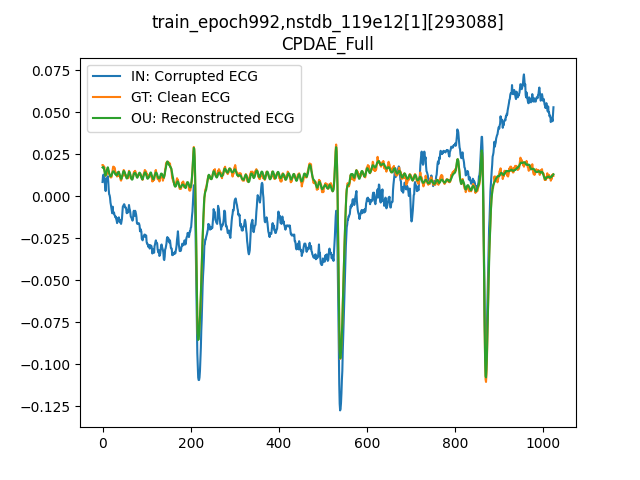 train_epoch992,nstdb_119e12[1][293088]
CPDAE_Full
IN: Corrupted ECG
GT: Clean ECG
OU: Reconstructed ECG
0.075
0.050
0.025
0.000
−0.025
−0.050
−0.075
−0.100
−0.125
0 200 400 600 800 1000